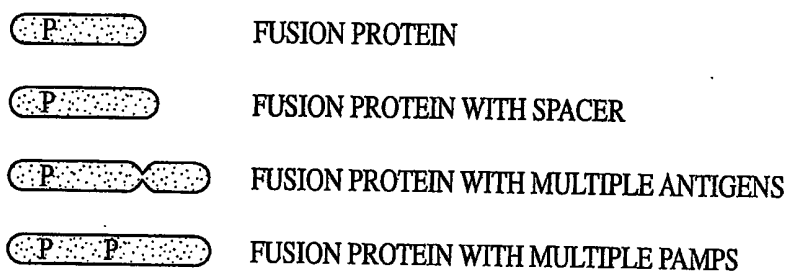 P FUSION PROTEIN
P FUSION PROTEIN WITH SPACER
P FUSION PROTEIN WITH MULTIPLE ANTIGENS
P P FUSION PROTEIN WITH MULTIPLE PAMPS